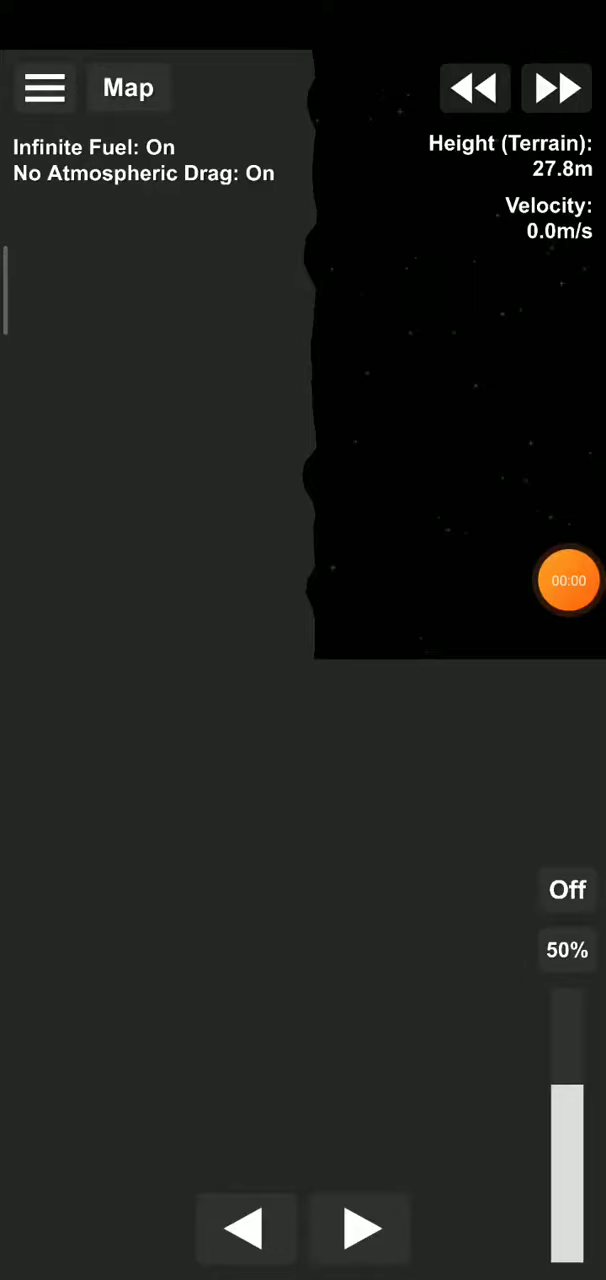 Map
Infinite Fuel: On
No Atmospheric Drag: On
Height (Terrain):
27.8m
Velocity:
0.0m/s
00:00
Off
50%